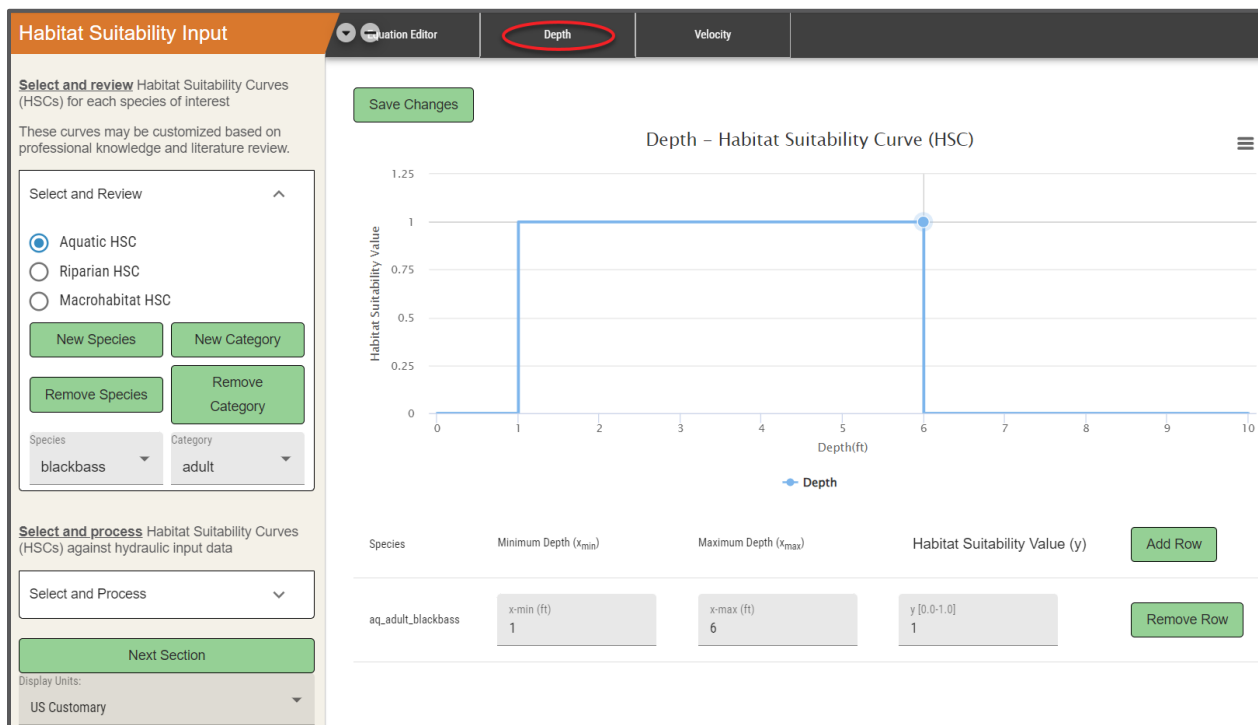 Habitat Suitability Input
Equation Editor
Depth
Velocity
Select and review Habitat Suitability Curves
(HSCs) for each species of interest
These curves may be customized based on
professional knowledge and literature review.
Select and Review
Aquatic HSC
Riparian HSC
Macrohabitat HSC
New Species
New Category
Remove Species
Remove
Category
Species
blackbass
Category
adult
Select and process Habitat Suitability Curves
(HSCs) against hydraulic input data
Select and Process
Next Section
Display Units:
US Customary
Save Changes
Depth – Habitat Suitability Curve (HSC)
Habitat Suitability Value
1.25
1
0.75
0.5
0.25
0
0 1 2 3 4 5 6 7 8 9 10
Depth(ft)
Depth
Species Minimum Depth (xmin) Maximum Depth (xmax) Habitat Suitability Value (y) Add Row
aq_adult_blackbass
x-min (ft)
1
x-max (ft)
6
y [0.0-1.0]
1
Remove Row